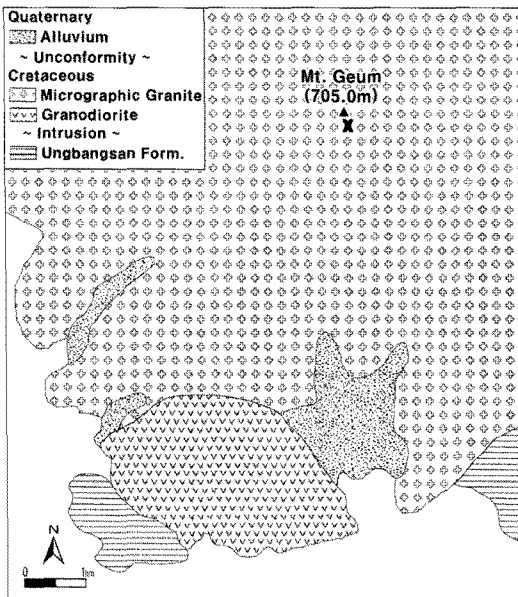 Quaternary
Alluvium
~ Unconformity ~
Cretaceous
Micrographic Granite
Granodiorite
~ Intrusion ~
Ungbangsan Form.
Mt. Geum
(705.0m)
X
N
0 1km